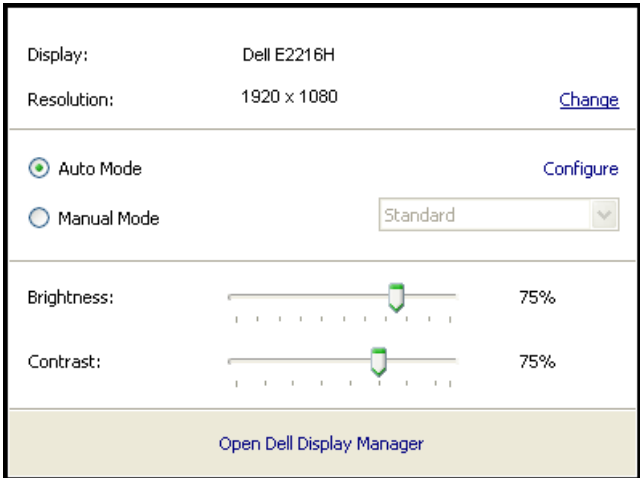 Display: Dell E2216H
Resolution: 1920 x 1080 Change
Auto Mode Configure
Manual Mode Standard
Brightness: 75%
Contrast: 75%
Open Dell Display Manager